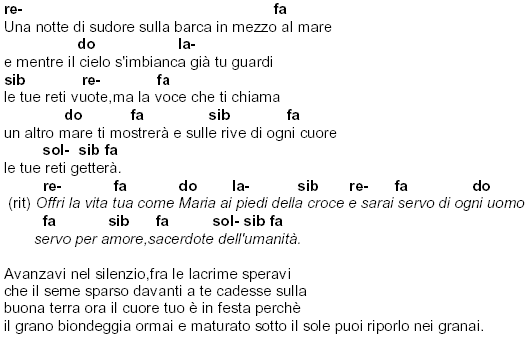 re- fa
Una notte di sudore sulla barca in mezzo al mare
do la-
e mentre il cielo s'imbianca già tu guardi
sib re- fa
le tue reti vuote,ma la voce che ti chiama
do fa sib fa
un altro mare ti mostrerà e sulle rive di ogni cuore
sol- sib fa
le tue reti getterà.
re- fa do la- sib re- fa do
(rit) Offri la vita tua come Maria ai piedi della croce e sarai servo di ogni uomo
fa sib fa sol- sib fa
servo per amore,sacerdote dell'umanità.
Avanzavi nel silenzio,fra le lacrime speravi
che il seme sparso davanti a te cadesse sulla
buona terra ora il cuore tuo è in festa perchè
il grano biondeggia ormai e maturato sotto il sole puoi riporlo nei granai.